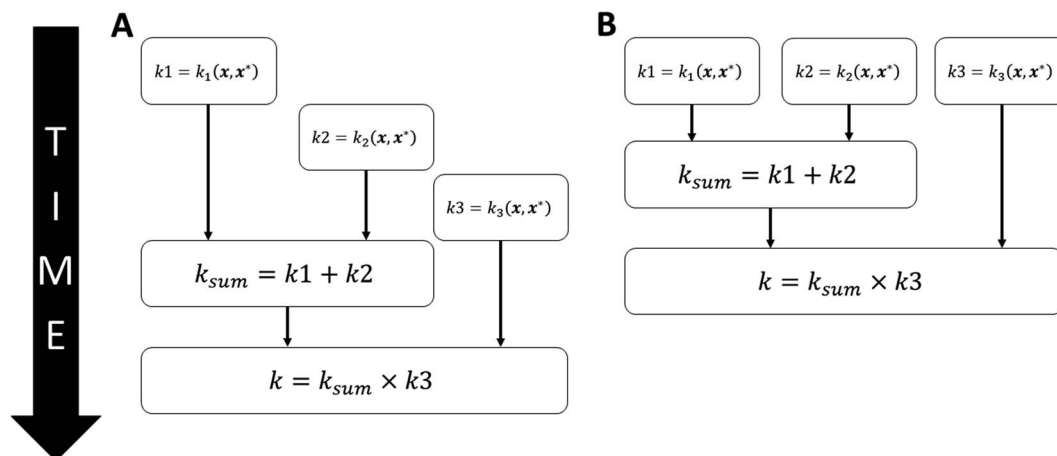 T
I
M
E
A
k1 = k₁(x, x*)
k2 = k₂(x, x*)
k3 = k₃(x, x*)
kₛᵤₘ = k1 + k2
k = kₛᵤₘ × k3
B
k1 = k₁(x, x*)
k2 = k₂(x, x*)
k3 = k₃(x, x*)
kₛᵤₘ = k1 + k2
k = kₛᵤₘ × k3